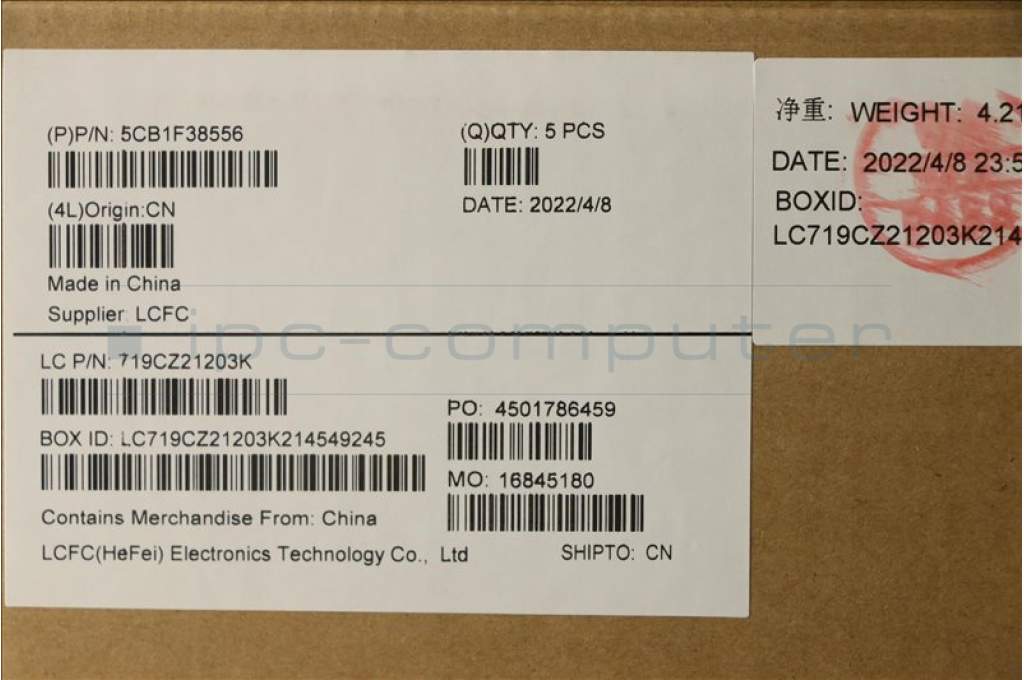 (P)P/N: 5CB1F38556
(Q)QTY: 5 PCS
(4L)Origin:CN
DATE: 2022/4/8
Made in China
Supplier: LCFC
LC P/N: 719CZ21203K
PO: 4501786459
BOX ID: LC719CZ21203K214549245
MO: 16845180
Contains Merchandise From: China
LCFC(HeFei) Electronics Technology Co., Ltd
SHIPTO: CN
净重: WEIGHT: 4.21
DATE: 2022/4/8 23:5
BOXID:
LC719CZ21203K214
ipc-computer